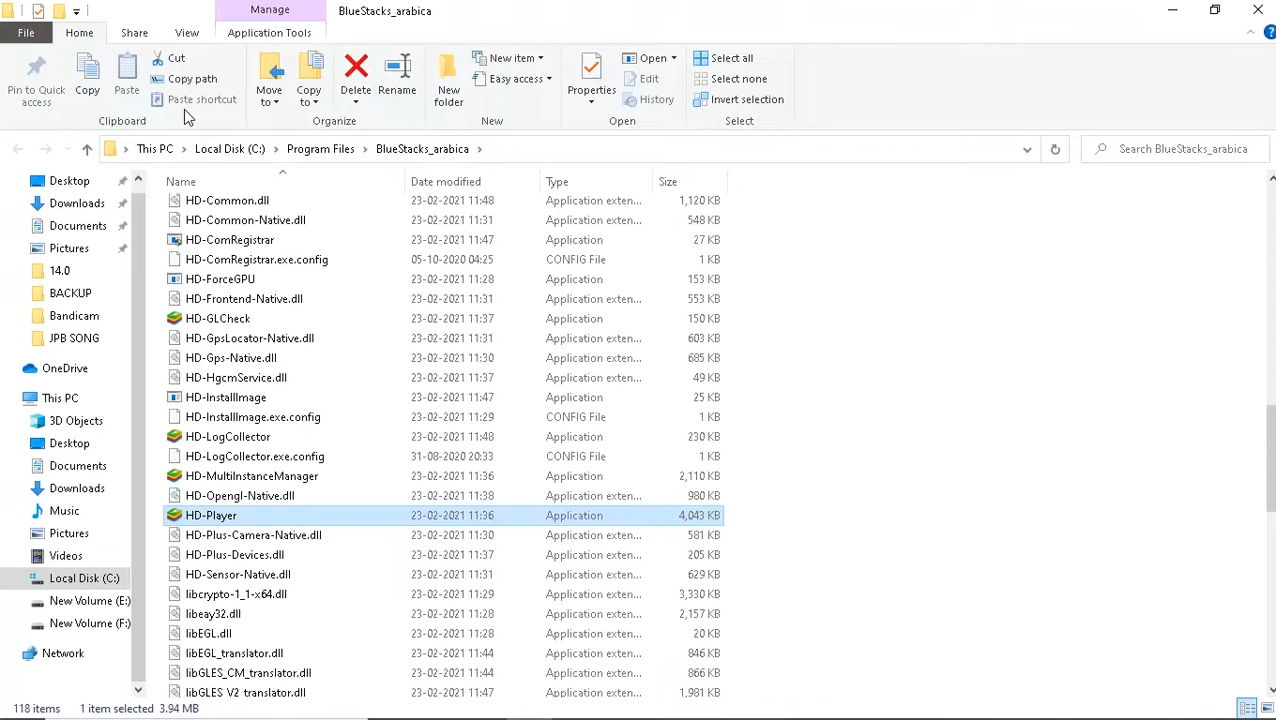 Manage
BlueStacks_arabica
File
Home
Share
View
Application Tools
Pin to Quick access
Copy
Paste
Cut
Copy path
Paste shortcut
Clipboard
Move to
Copy to
Delete
Rename
Organize
New folder
New item
Easy access
New
Properties
Open
Edit
History
Open
Select all
Select none
Invert selection
Select
This PC
Local Disk (C:)
Program Files
BlueStacks_arabica
Search BlueStacks_arabica
Desktop
Downloads
Documents
Pictures
14.0
BACKUP
Bandicam
JPB SONG
OneDrive
This PC
3D Objects
Desktop
Documents
Downloads
Music
Pictures
Videos
Local Disk (C:)
New Volume (E:)
New Volume (F:)
Network
Name Date modified Type Size
HD-Common.dll 23-02-2021 11:48 Application exten... 1,120 KB
HD-Common-Native.dll 23-02-2021 11:31 Application exten... 548 KB
HD-ComRegistrar 23-02-2021 11:47 Application 27 KB
HD-ComRegistrar.exe.config 05-10-2020 04:25 CONFIG File 1 KB
HD-ForceGPU 23-02-2021 11:28 Application 153 KB
HD-Frontend-Native.dll 23-02-2021 11:31 Application exten... 553 KB
HD-GLCheck 23-02-2021 11:37 Application 150 KB
HD-GpsLocator-Native.dll 23-02-2021 11:31 Application exten... 603 KB
HD-Gps-Native.dll 23-02-2021 11:30 Application exten... 685 KB
HD-HgcmService.dll 23-02-2021 11:37 Application exten... 49 KB
HD-InstallImage 23-02-2021 11:47 Application 25 KB
HD-InstallImage.exe.config 23-02-2021 11:29 CONFIG File 1 KB
HD-LogCollector 23-02-2021 11:48 Application 230 KB
HD-LogCollector.exe.config 31-08-2020 20:33 CONFIG File 1 KB
HD-MultiInstanceManager 23-02-2021 11:36 Application 2,110 KB
HD-Opengl-Native.dll 23-02-2021 11:38 Application exten... 980 KB
HD-Player 23-02-2021 11:36 Application 4,043 KB
HD-Plus-Camera-Native.dll 23-02-2021 11:30 Application exten... 581 KB
HD-Plus-Devices.dll 23-02-2021 11:37 Application exten... 205 KB
HD-Sensor-Native.dll 23-02-2021 11:31 Application exten... 629 KB
libcrypto-1_1-x64.dll 23-02-2021 11:29 Application exten... 3,330 KB
libeay32.dll 23-02-2021 11:28 Application exten... 2,157 KB
libEGL.dll 23-02-2021 11:28 Application exten... 20 KB
libEGL_translator.dll 23-02-2021 11:44 Application exten... 846 KB
libGLES_CM_translator.dll 23-02-2021 11:44 Application exten... 866 KB
libGLES_V2_translator.dll 23-02-2021 11:47 Application exten... 1,981 KB
118 items 1 item selected 3.94 MB